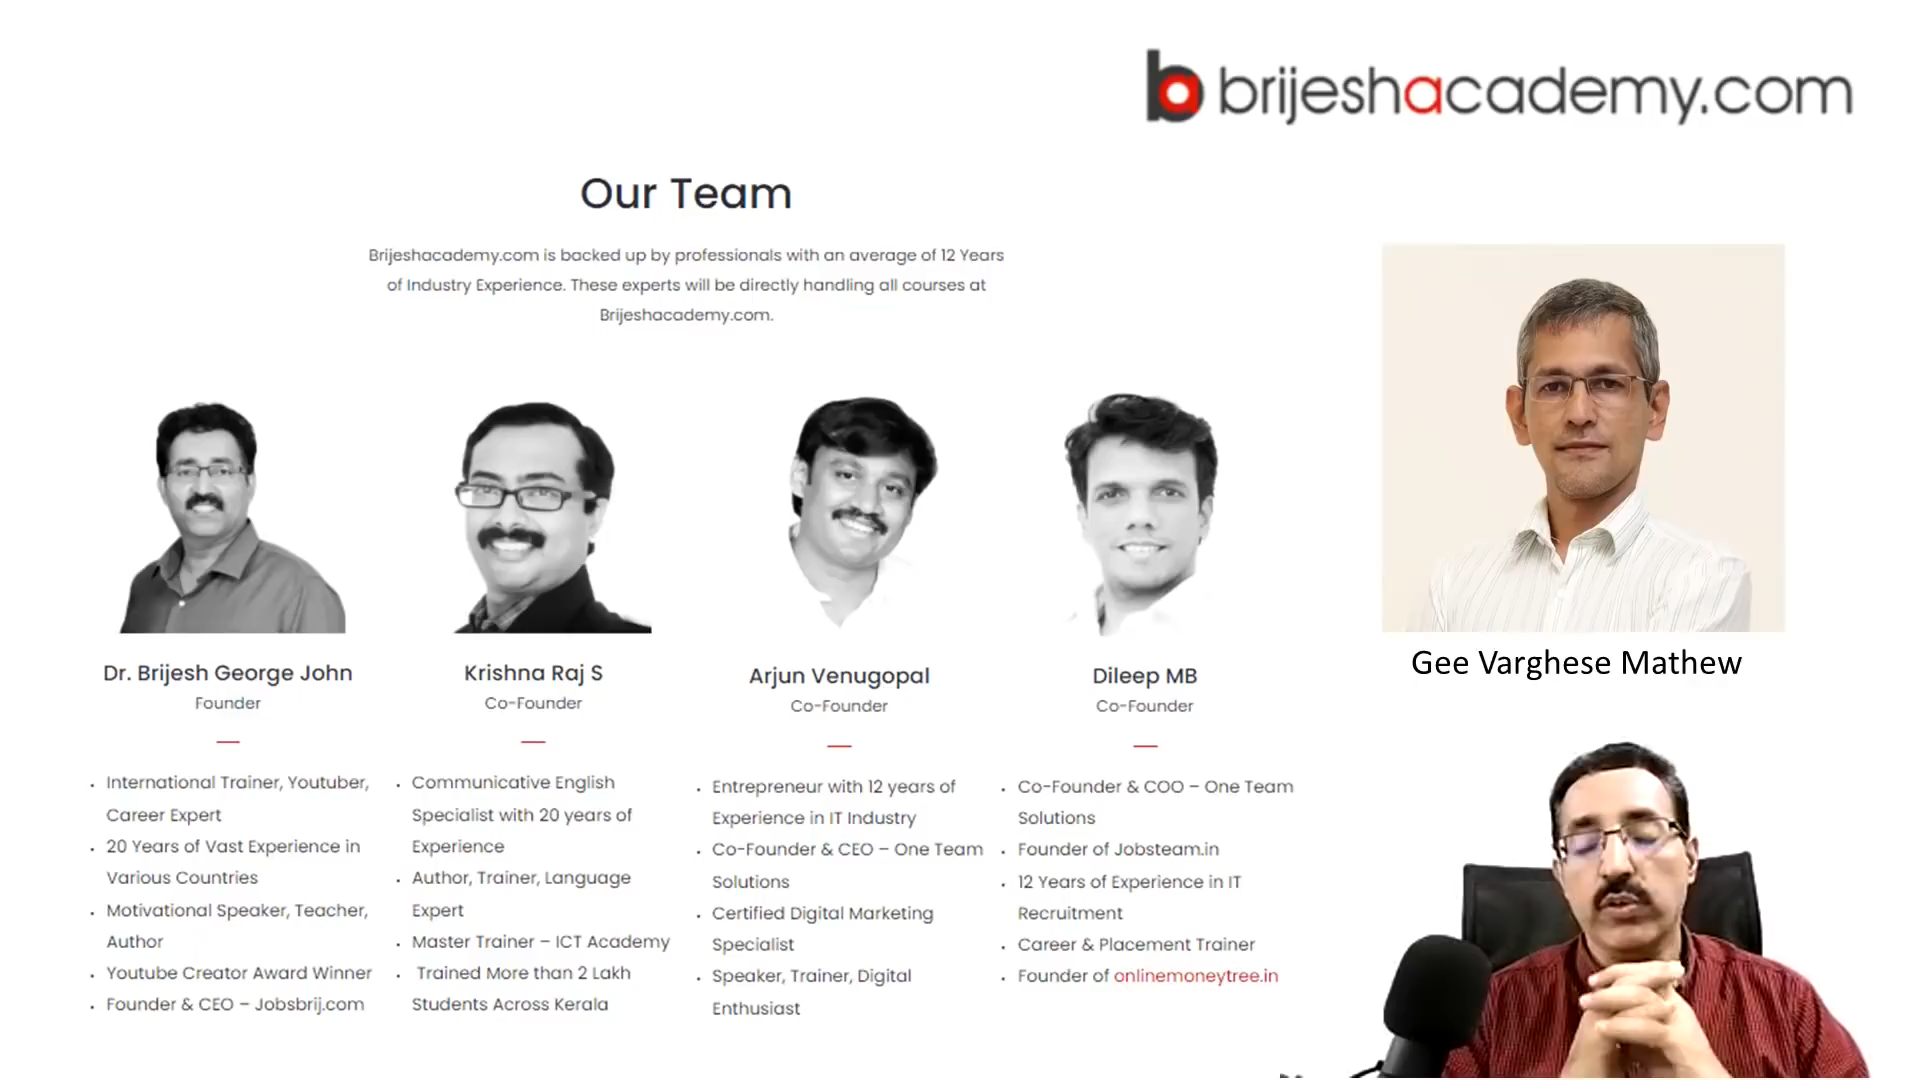 brijeshacademy.com
Our Team
Brijeshacademy.com is backed up by professionals with an average of 12 Years
of Industry Experience. These experts will be directly handling all courses at
Brijeshacademy.com.
Dr. Brijesh George John
Founder
International Trainer, Youtuber,
Career Expert
20 Years of Vast Experience in
Various Countries
Motivational Speaker, Teacher,
Author
Youtube Creator Award Winner
Founder & CEO – Jobsbrij.com
Krishna Raj S
Co-Founder
Communicative English
Specialist with 20 years of
Experience
Author, Trainer, Language
Expert
Master Trainer – ICT Academy
Trained More than 2 Lakh
Students Across Kerala
Arjun Venugopal
Co-Founder
Entrepreneur with 12 years of
Experience in IT Industry
Co-Founder & CEO – One Team
Solutions
Certified Digital Marketing
Specialist
Speaker, Trainer, Digital
Enthusiast
Dileep MB
Co-Founder
Co-Founder & COO – One Team
Solutions
Founder of Jobsteam.in
12 Years of Experience in IT
Recruitment
Career & Placement Trainer
Founder of onlinemoneytree.in
Gee Varghese Mathew